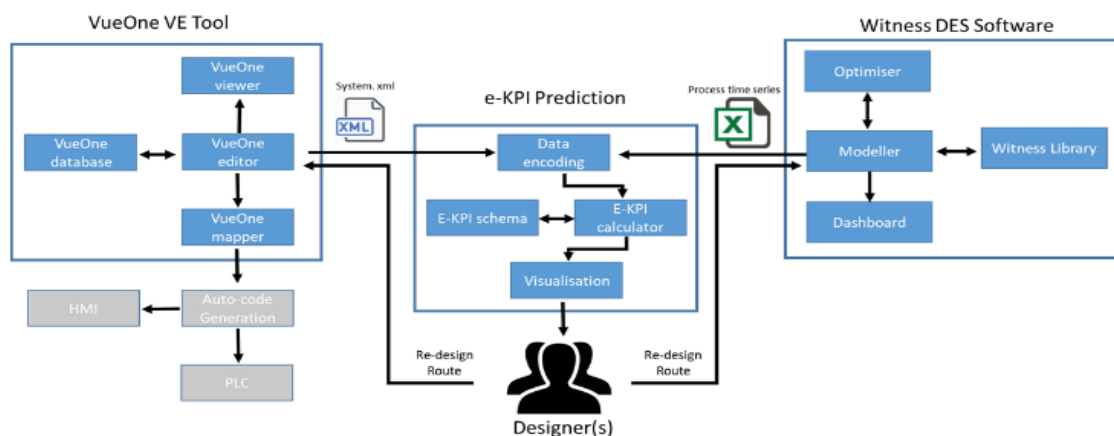 VueOne VE Tool
Witness DES Software
VueOne
viewer
System. xml
XML
e-KPI Prediction
Process time series
X
Optimiser
VueOne
database
VueOne
editor
Data
encoding
Modeller
Witness Library
VueOne
mapper
E-KPI schema
E-KPI
calculator
Dashboard
Visualisation
HMI
Auto-code
Generation
PLC
Re-design
Route
Re-design
Route
Designer(s)